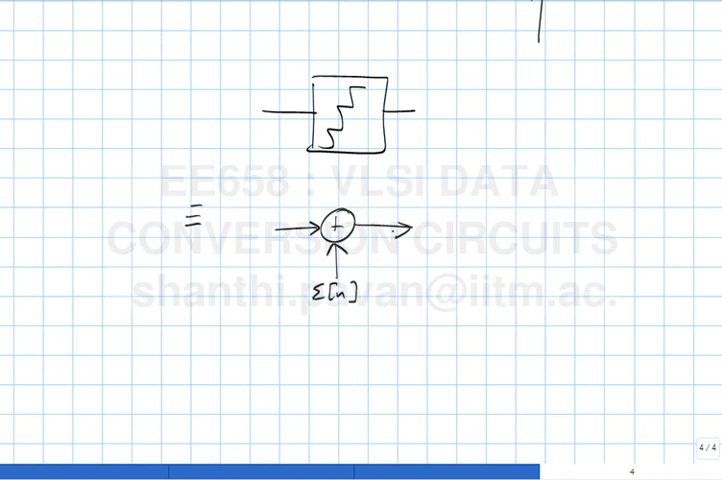 EE658 : VLSI DATA
≡
+
CONVERSION CIRCUITS
shanthi.pavan@iitm.ac.
Ɛ[n]
4/4
4